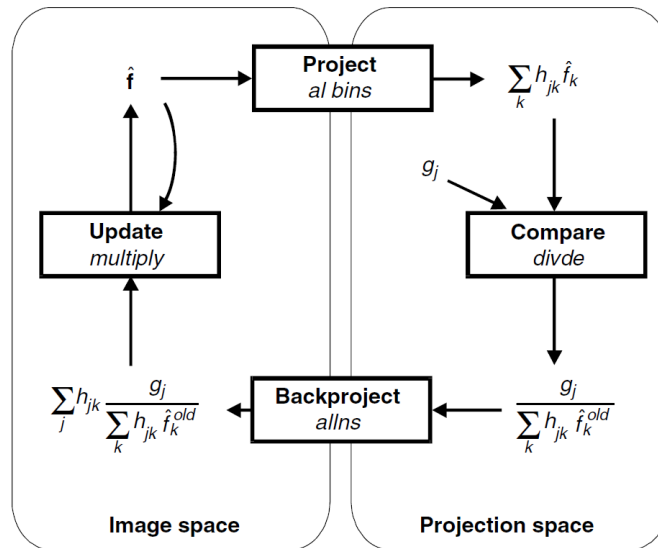 f̂
Project
al bins
∑_k h_jk f̂_k
g_j
Update
multiply
Compare
divde
∑_j h_jk g_j / ∑_k h_jk f̂_k^old
Backproject
allns
g_j / ∑_k h_jk f̂_k^old
Image space
Projection space